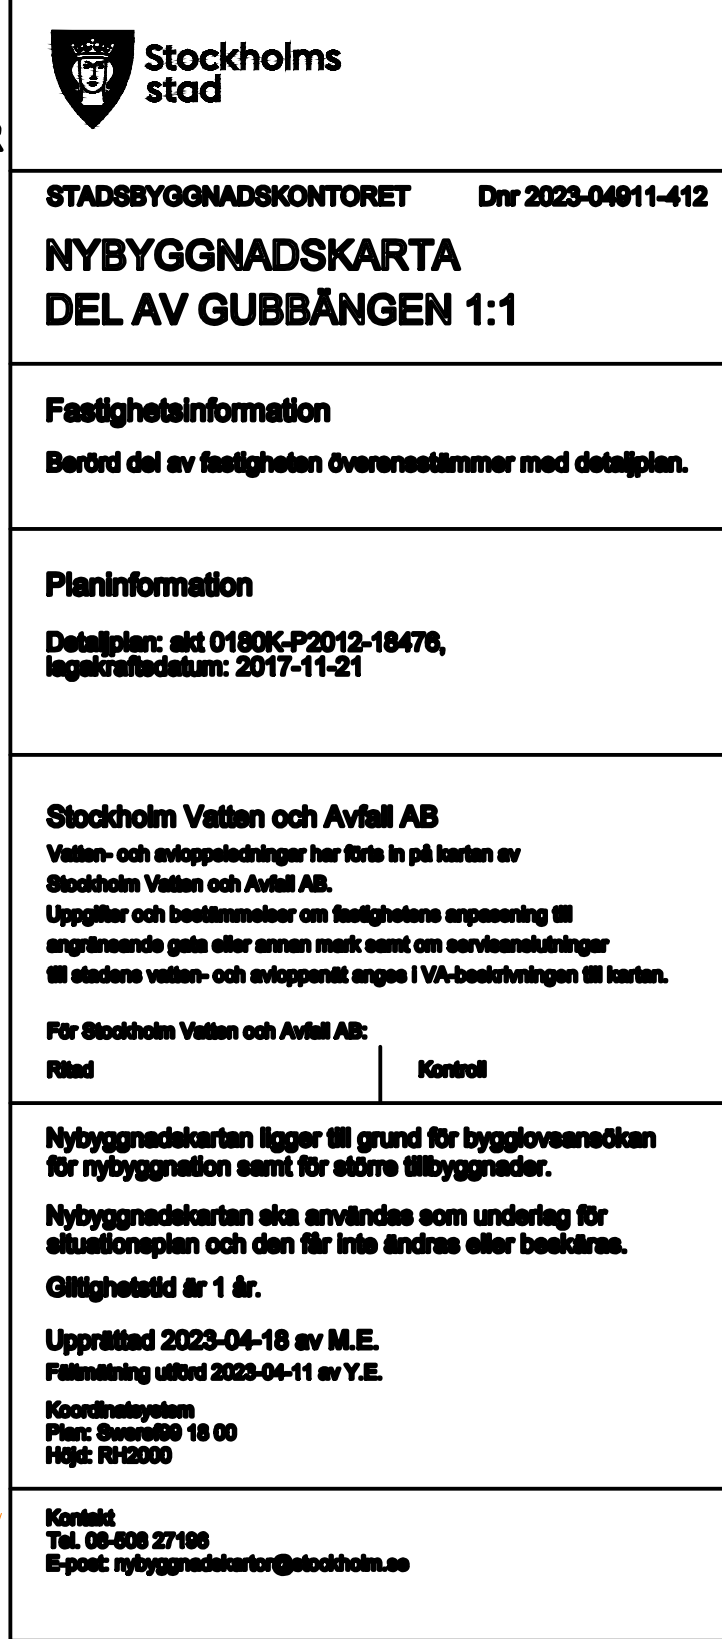 Stockholms
stad
STADSBYGGNADSKONTORET Dnr 2023-04911-412
NYBYGGNADSKARTA
DEL AV GUBBÄNGEN 1:1
Fastighetsinformation
Berörd del av fastigheten överensstämmer med detaljplan.
Planinformation
Detaljplan: akt 0180K-P2012-18476,
lagakraftsdatum: 2017-11-21
Stockholm Vatten och Avfall AB
Vatten- och avloppsledningar har förts in på kartan av
Stockholm Vatten och Avfall AB.
Uppgifter och bestämmelser om fastighetens anpassning till
angränsande gata eller annan mark samt om servisanslutningar
till stadens vatten- och avloppsnät anges i VA-beskrivningen till kartan.
För Stockholm Vatten och Avfall AB:
Ritad Kontroll
Nybyggnadskartan ligger till grund för bygglovsansökan
för nybyggnation samt för större tillbyggnader.
Nybyggnadskartan ska användas som underlag för
situationsplan och den får inte ändras eller beskäras.
Giltighetstid är 1 år.
Upprättad 2023-04-18 av M.E.
Fältmätning utförd 2023-04-11 av Y.E.
Koordinatsystem
Plan: Sweref99 18 00
Höjd: RH2000
Kontakt
Tel. 08-508 27196
E-post: nybyggnadskartor@stockholm.se